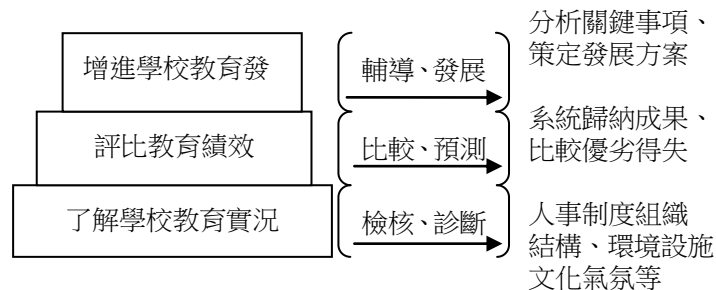 增進學校教育發
輔導、發展
分析關鍵事項、
策定發展方案
評比教育績效
比較、預測
系統歸納成果、
比較優劣得失
了解學校教育實況
檢核、診斷
人事制度組織
結構、環境設施
文化氣氛等